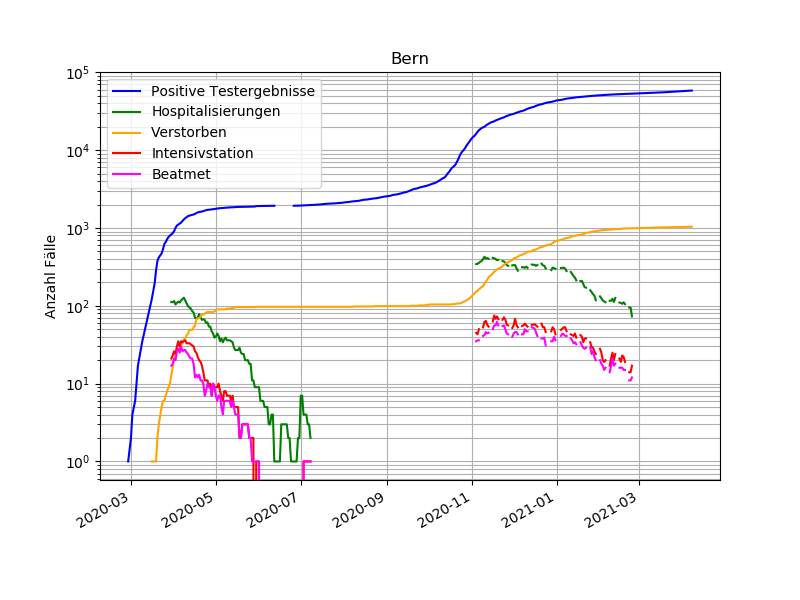 Bern
Anzahl Fälle
10^5
10^4
10^3
10^2
10^1
10^0
Positive Testergebnisse
Hospitalisierungen
Verstorben
Intensivstation
Beatmet
2020-03
2020-05
2020-07
2020-09
2020-11
2021-01
2021-03